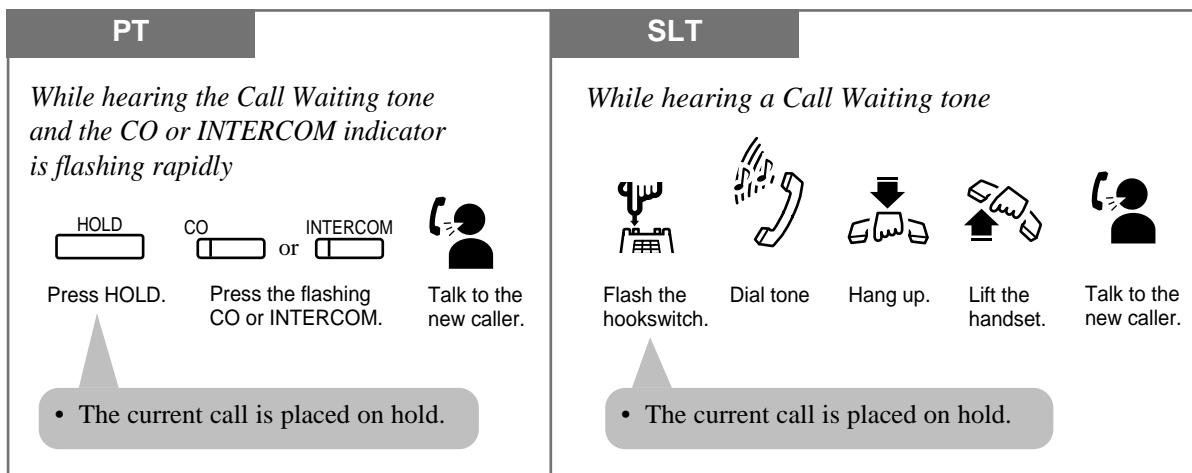 PT
While hearing the Call Waiting tone
and the CO or INTERCOM indicator
is flashing rapidly
HOLD
CO
or
INTERCOM
Press HOLD.
Press the flashing
CO or INTERCOM.
Talk to the
new caller.
• The current call is placed on hold.
SLT
While hearing a Call Waiting tone
Flash the
hookswitch.
Dial tone
Hang up.
Lift the
handset.
Talk to the
new caller.
• The current call is placed on hold.